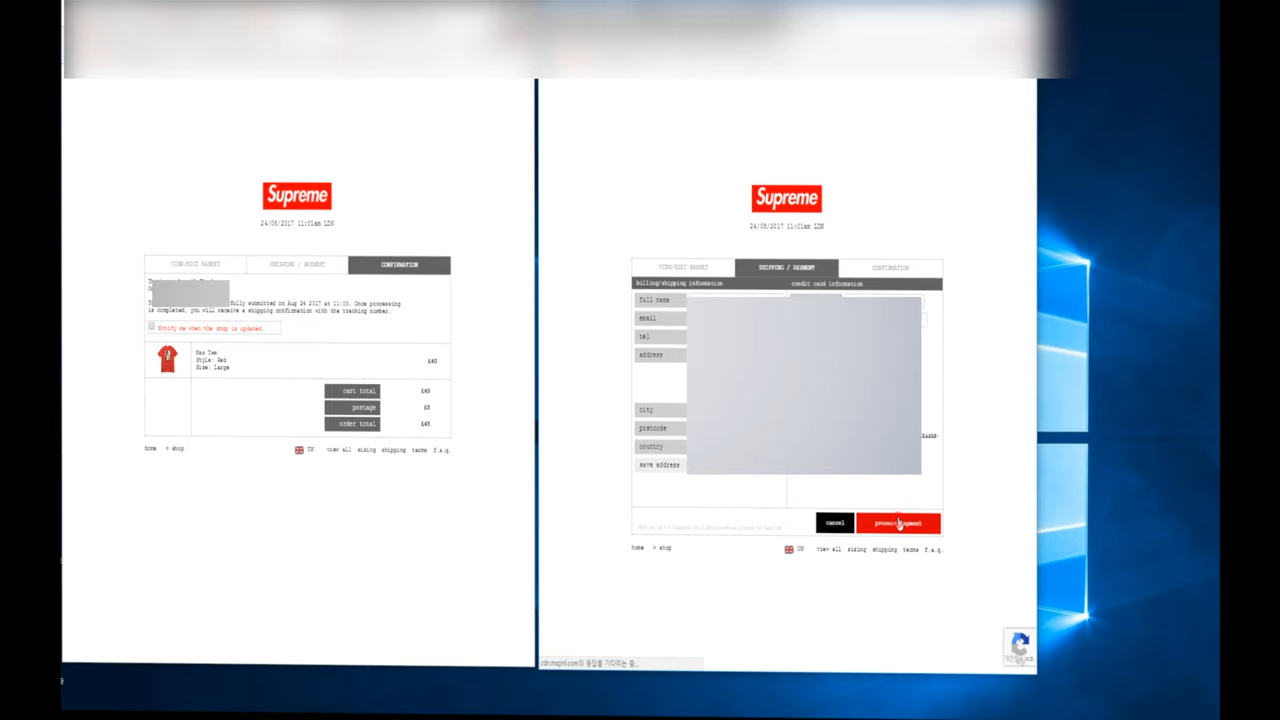 Supreme
24/08/2017 11:01am LDN
VIEW/EDIT BASKET
SHIPPING / PAYMENT
CONFIRMATION
fully submitted on Aug 24 2017 at 11:00. Once processing
is completed, you will receive a shipping confirmation with the tracking number.
Notify me when the shop is updated.
Nas Tee
Style: Red
Size: Large
£40
cart total £40
postage £5
order total £45
home > shop
UK view all sizing shipping terms f.a.q.
Supreme
24/08/2017 11:01am LDN
VIEW/EDIT BASKET
SHIPPING / PAYMENT
CONFIRMATION
billing/shipping information
credit card information
full name
email
tel
address
city
postcode
country
save address
cancel
process payment
home > shop
UK view all sizing shipping terms f.a.q.